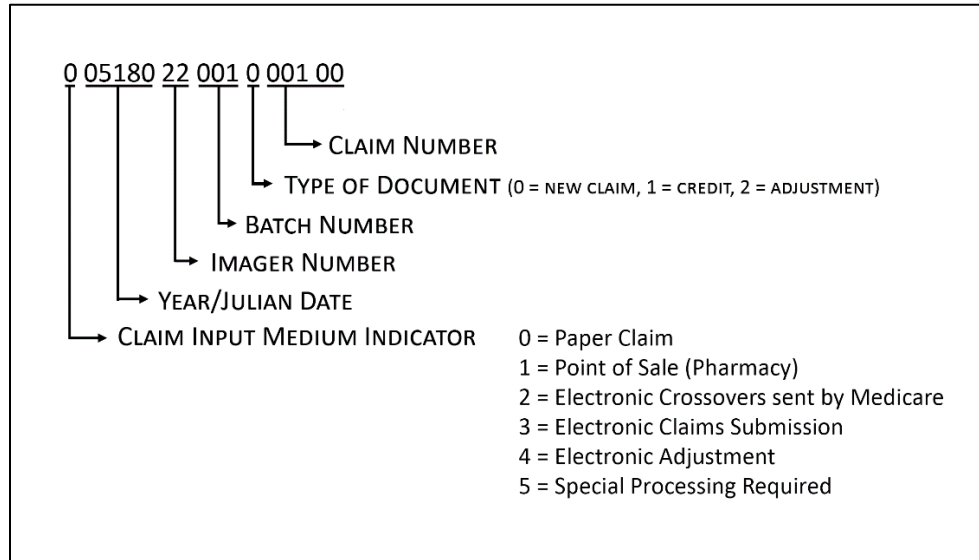 0 05180 22 001 0 001 00
CLAIM NUMBER
TYPE OF DOCUMENT (0 = NEW CLAIM, 1 = CREDIT, 2 = ADJUSTMENT)
BATCH NUMBER
IMAGER NUMBER
YEAR/JULIAN DATE
CLAIM INPUT MEDIUM INDICATOR
0 = Paper Claim
1 = Point of Sale (Pharmacy)
2 = Electronic Crossovers sent by Medicare
3 = Electronic Claims Submission
4 = Electronic Adjustment
5 = Special Processing Required